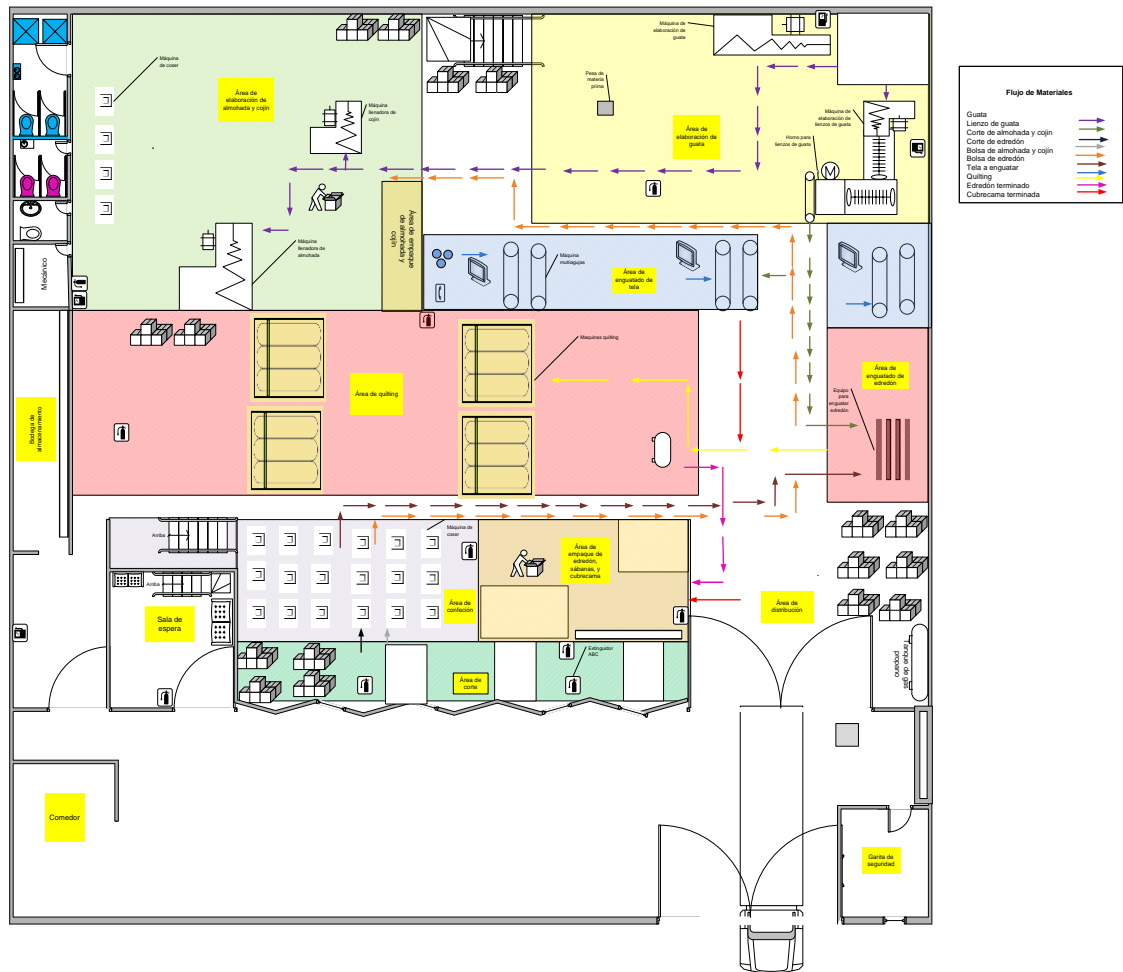 Máquina
de coser
Área de
elaboración de
almohada y cojín
Máquina
llenadora de
cojín
Máquina
llenadora de
almohada
Área de empaque
de almohada y
cojín
Mecánico
Pesa de
materia
prima
Máquina de
elaboración de
guata
Área de
elaboración de
guata
Máquina de
elaboración de
lienzos de guata
Horno para
lienzos de guata
M
Máquina
multiagujas
Área de
enguatado de
tela
Área de
enguatado de
edredón
Equipo
para
enguatar
edredón
Maquinas quilting
Área de quilting
Bodega de
almacenamiento
Arriba
Arriba
Sala de
espera
Máquina de
coser
Área de
confeción
Área de
empaque de
edredón,
sábanas, y
cubrecama
Área de
distribución
Extinguidor
ABC
Área de
corte
Tanque de gas
propano
Comedor
Garita de
seguridad
Flujo de Materiales
Guata
Lienzo de guata
Corte de almohada y cojín
Corte de edredón
Bolsa de almohada y cojín
Bolsa de edredón
Tela a enguatar
Quilting
Edredón terminado
Cubrecama terminada